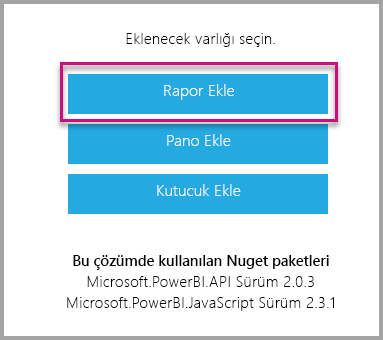 Eklenecek varlığı seçin.
Rapor Ekle
Pano Ekle
Kutucuk Ekle
Bu çözümde kullanılan Nuget paketleri
Microsoft.PowerBI.API Sürüm 2.0.3
Microsoft.PowerBI.JavaScript Sürüm 2.3.1